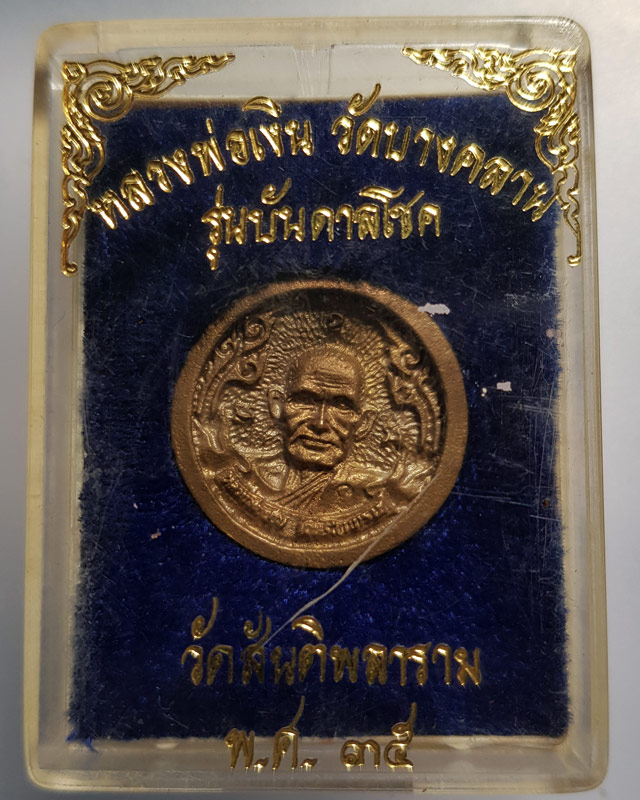 หลวงพ่อเงิน วัดบางคลาน
รุ่นบันดาลโชค
วัดสันติพลาราม
พ.ศ. ๓๕